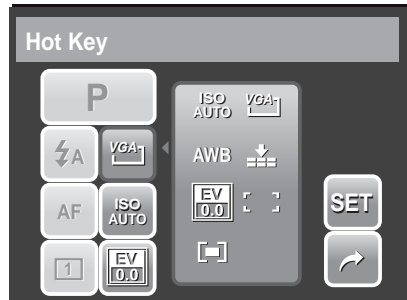 Hot Key
P
ISO VGA
AUTO
A VGA
AWB
AF ISO
AUTO
EV
0.0
SET
1 EV
0.0